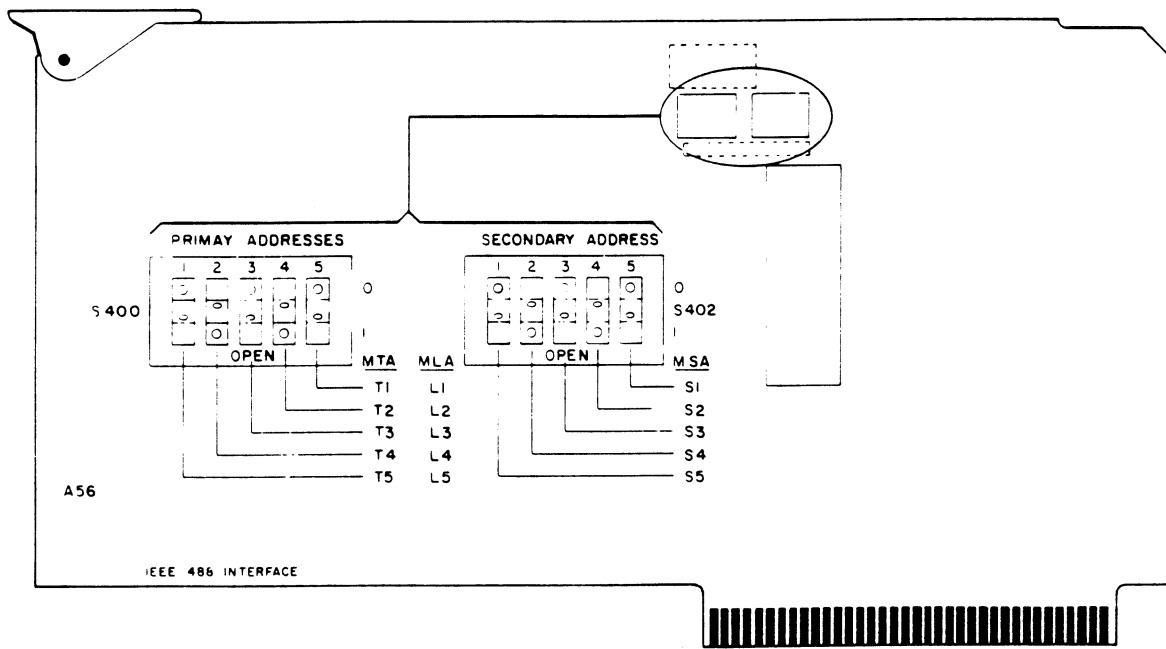 PRIMAY ADDRESSES
SECONDARY ADDRESS
1 2 3 4 5
1 2 3 4 5
0
0
S400
S402
1
1
OPEN
OPEN
MTA MLA
MSA
T1 L1
S1
T2 L2
S2
T3 L3
S3
T4 L4
S4
T5 L5
S5
A56
IEEE 488 INTERFACE